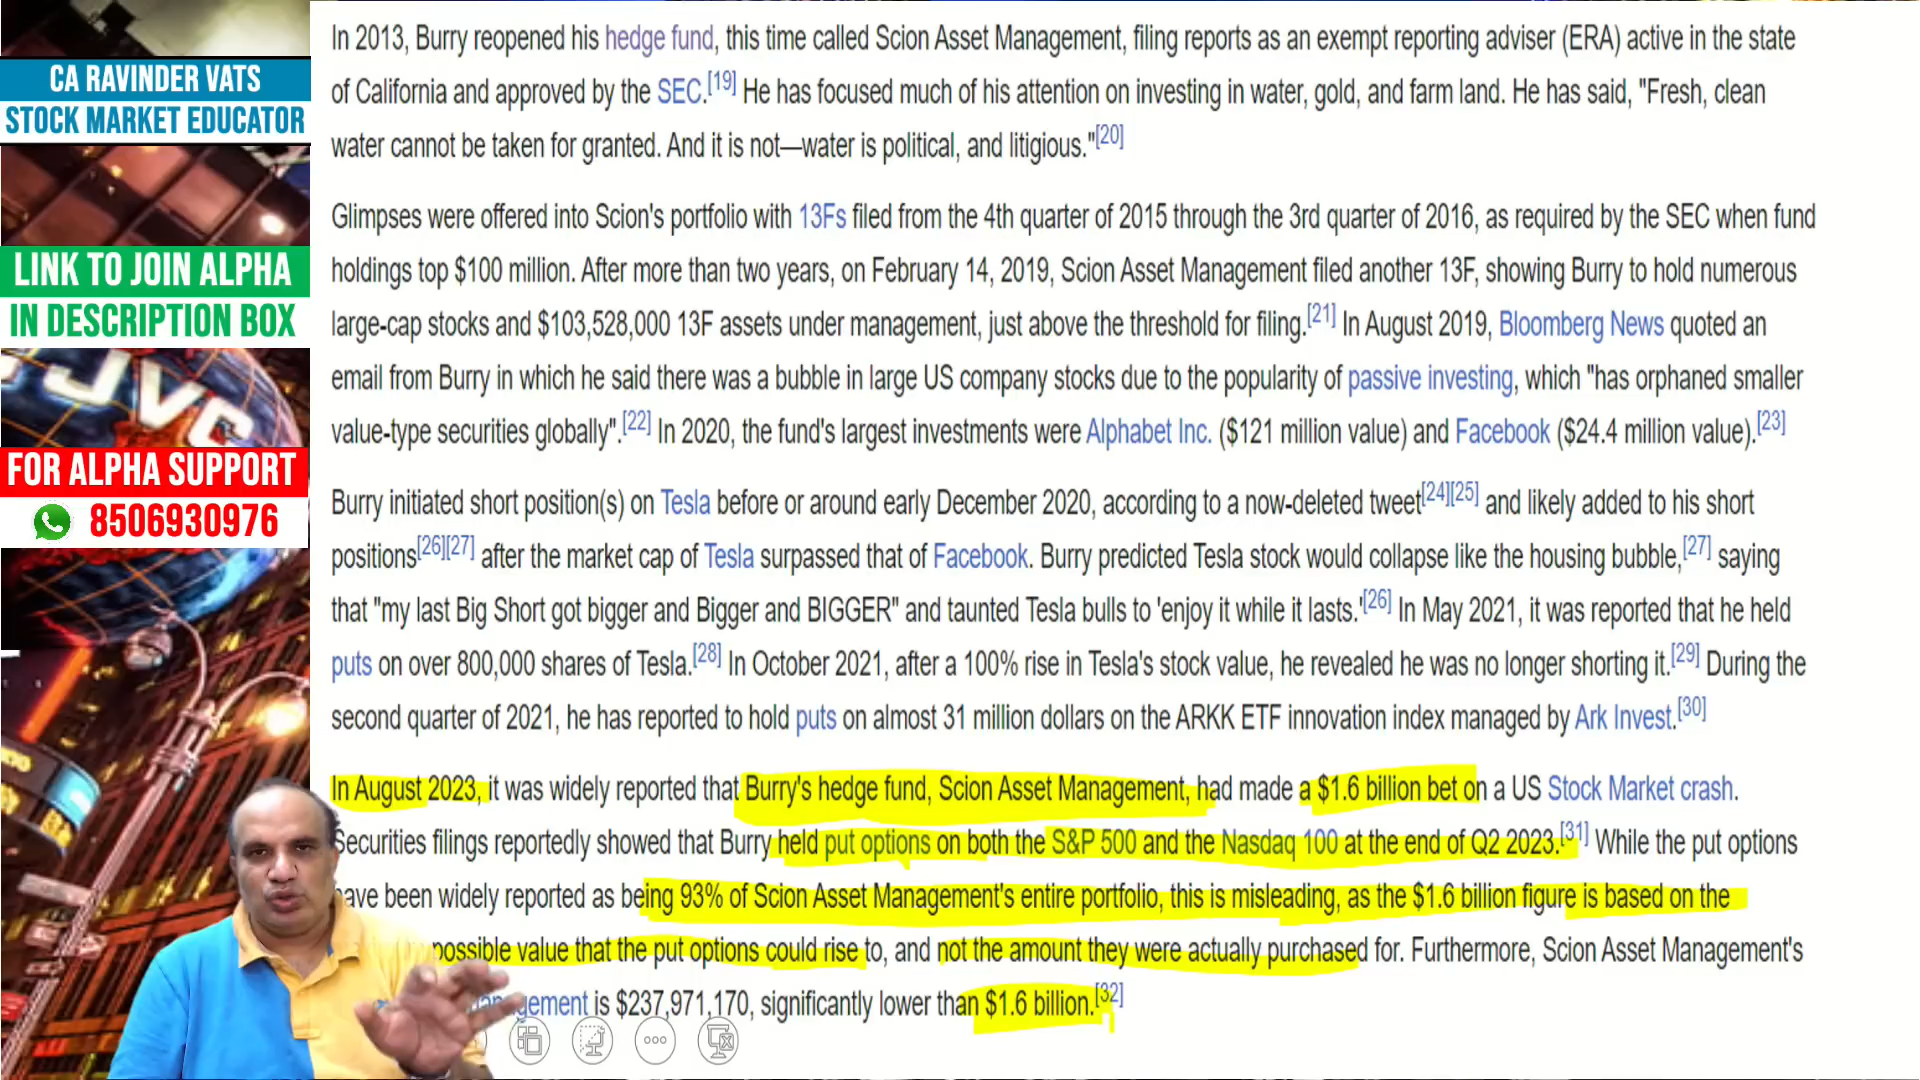 CA RAVINDER VATS
STOCK MARKET EDUCATOR
LINK TO JOIN ALPHA
IN DESCRIPTION BOX
JVC
FOR ALPHA SUPPORT
8506930976
In 2013, Burry reopened his hedge fund, this time called Scion Asset Management, filing reports as an exempt reporting adviser (ERA) active in the state
of California and approved by the SEC.[19] He has focused much of his attention on investing in water, gold, and farm land. He has said, "Fresh, clean
water cannot be taken for granted. And it is not—water is political, and litigious."[20]
Glimpses were offered into Scion's portfolio with 13Fs filed from the 4th quarter of 2015 through the 3rd quarter of 2016, as required by the SEC when fund
holdings top $100 million. After more than two years, on February 14, 2019, Scion Asset Management filed another 13F, showing Burry to hold numerous
large-cap stocks and $103,528,000 13F assets under management, just above the threshold for filing.[21] In August 2019, Bloomberg News quoted an
email from Burry in which he said there was a bubble in large US company stocks due to the popularity of passive investing, which "has orphaned smaller
value-type securities globally".[22] In 2020, the fund's largest investments were Alphabet Inc. ($121 million value) and Facebook ($24.4 million value).[23]
Burry initiated short position(s) on Tesla before or around early December 2020, according to a now-deleted tweet[24][25] and likely added to his short
positions[26][27] after the market cap of Tesla surpassed that of Facebook. Burry predicted Tesla stock would collapse like the housing bubble,[27] saying
that "my last Big Short got bigger and Bigger and BIGGER" and taunted Tesla bulls to 'enjoy it while it lasts.'[26] In May 2021, it was reported that he held
puts on over 800,000 shares of Tesla.[28] In October 2021, after a 100% rise in Tesla's stock value, he revealed he was no longer shorting it.[29] During the
second quarter of 2021, he has reported to hold puts on almost 31 million dollars on the ARKK ETF innovation index managed by Ark Invest.[30]
In August 2023, it was widely reported that Burry's hedge fund, Scion Asset Management, had made a $1.6 billion bet on a US Stock Market crash.
Securities filings reportedly showed that Burry held put options on both the S&P 500 and the Nasdaq 100 at the end of Q2 2023.[31] While the put options
have been widely reported as being 93% of Scion Asset Management's entire portfolio, this is misleading, as the $1.6 billion figure is based on the
possible value that the put options could rise to, and not the amount they were actually purchased for. Furthermore, Scion Asset Management's
is $237,971,170, significantly lower than $1.6 billion.[32]